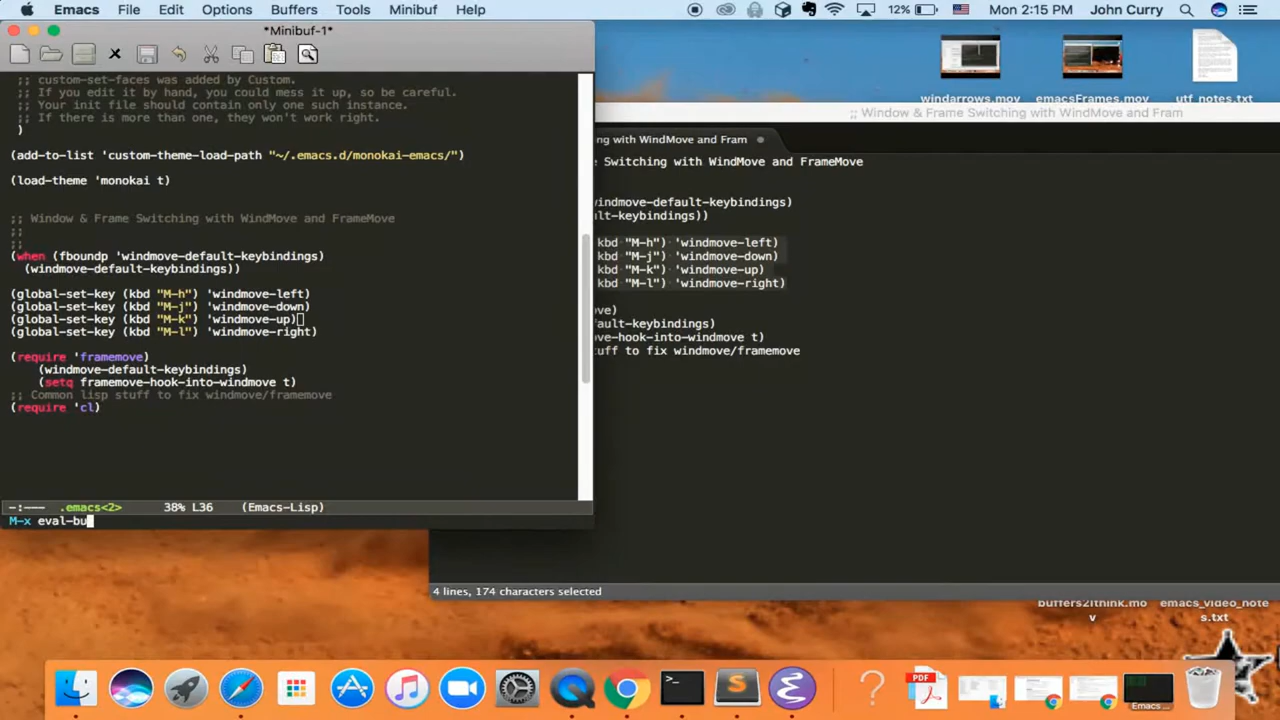 Emacs File Edit Options Buffers Tools Minibuf Help
12% Mon 2:15 PM John Curry
*Minibuf-1*
;; custom-set-faces was added by Custom.
;; If you edit it by hand, you could mess it up, so be careful.
;; Your init file should contain only one such instance.
;; If there is more than one, they won't work right.
)
(add-to-list 'custom-theme-load-path "~/.emacs.d/monokai-emacs/")
(load-theme 'monokai t)
;; Window & Frame Switching with WindMove and FrameMove
;;
;;
(when (fboundp 'windmove-default-keybindings)
(windmove-default-keybindings))
(global-set-key (kbd "M-h") 'windmove-left)
(global-set-key (kbd "M-j") 'windmove-down)
(global-set-key (kbd "M-k") 'windmove-up)
(global-set-key (kbd "M-l") 'windmove-right)
(require 'framemove)
(windmove-default-keybindings)
(setq framemove-hook-into-windmove t)
;; Common lisp stuff to fix windmove/framemove
(require 'cl)
-:--- .emacs<2> 38% L36 (Emacs-Lisp)
M-x eval-bu
windarrows.mov
emacsFrames.mov
utf_notes.txt
;; Window & Frame Switching with WindMove and Fram
ng with WindMove and Fram
e Switching with WindMove and FrameMove
windmove-default-keybindings)
ult-keybindings))
kbd "M-h") 'windmove-left)
kbd "M-j") 'windmove-down)
kbd "M-k") 'windmove-up)
kbd "M-l") 'windmove-right)
ove)
fault-keybindings)
ve-hook-into-windmove t)
tuff to fix windmove/framemove
4 lines, 174 characters selected
buffers2ithink.mo
v
emacs_video_note
s.txt
PDF
Emacs ...